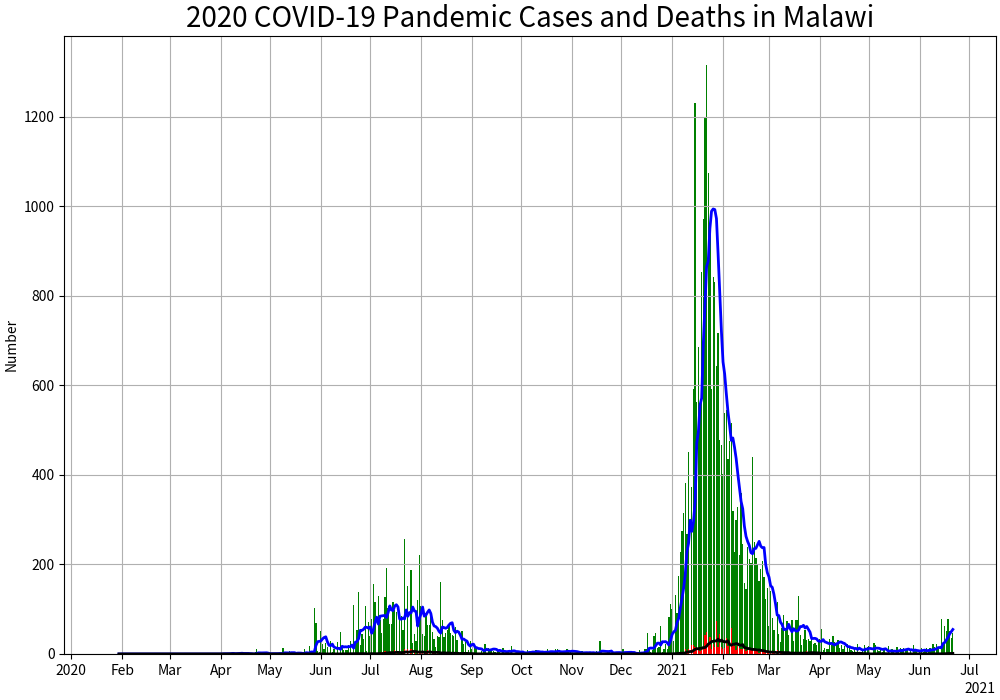 2020 COVID-19 Pandemic Cases and Deaths in Malawi
Number
1200
1000
800
600
400
200
0
2020 Feb Mar Apr May Jun Jul Aug Sep Oct Nov Dec 2021 Feb Mar Apr May Jun Jul
2021